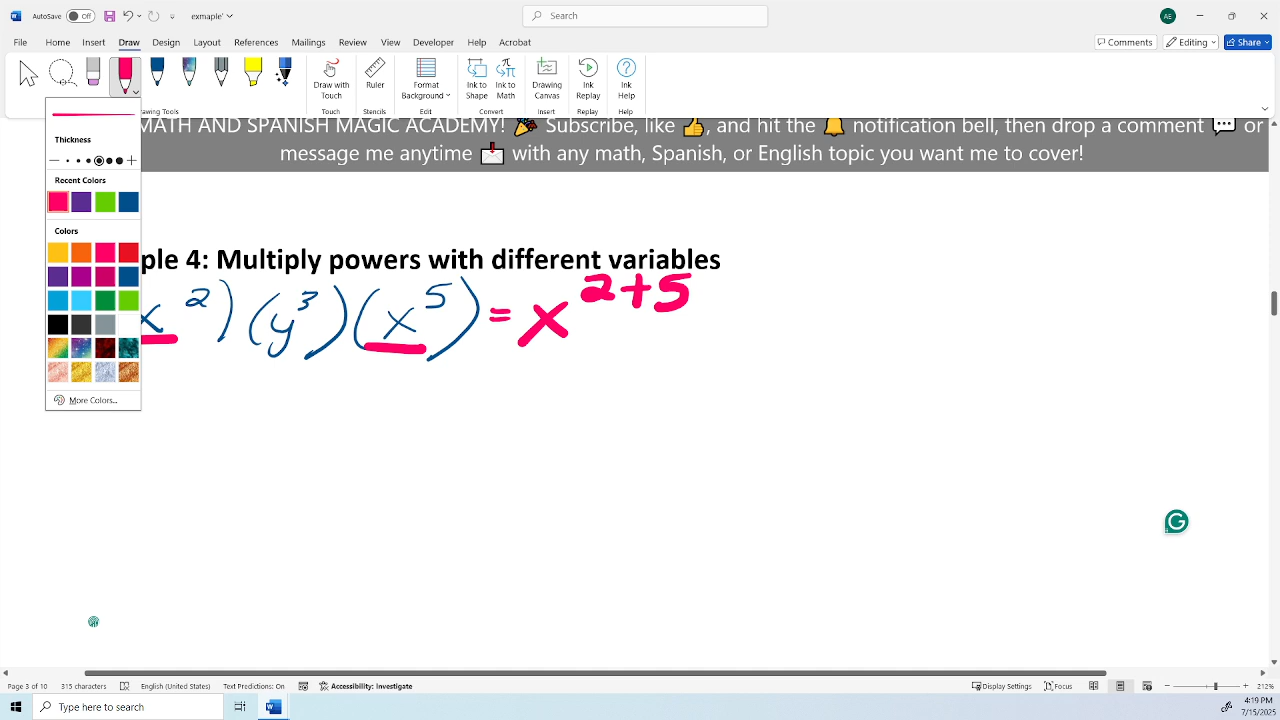 AutoSave Off exmaple' Search AE
File Home Insert Draw Design Layout References Mailings Review View Developer Help Acrobat Comments Editing Share
Draw with Touch Ruler Format Background Ink to Shape Ink to Math Drawing Canvas Ink Replay Ink Help
rawing Tools Touch Stencils Edit Convert Insert Replay Help
Thickness
Recent Colors
Colors
More Colors...
MATH AND SPANISH MAGIC ACADEMY! 🎉 Subscribe, like 👍, and hit the 🔔 notification bell, then drop a comment 💬 or
message me anytime 📩 with any math, Spanish, or English topic you want me to cover!
ple 4: Multiply powers with different variables
x²) (y³) (x⁵) = x²⁺⁵
Page 3 of 10 315 characters English (United States) Text Predictions: On Accessibility: Investigate Display Settings Focus 212%
Type here to search 4:19 PM
7/15/2025